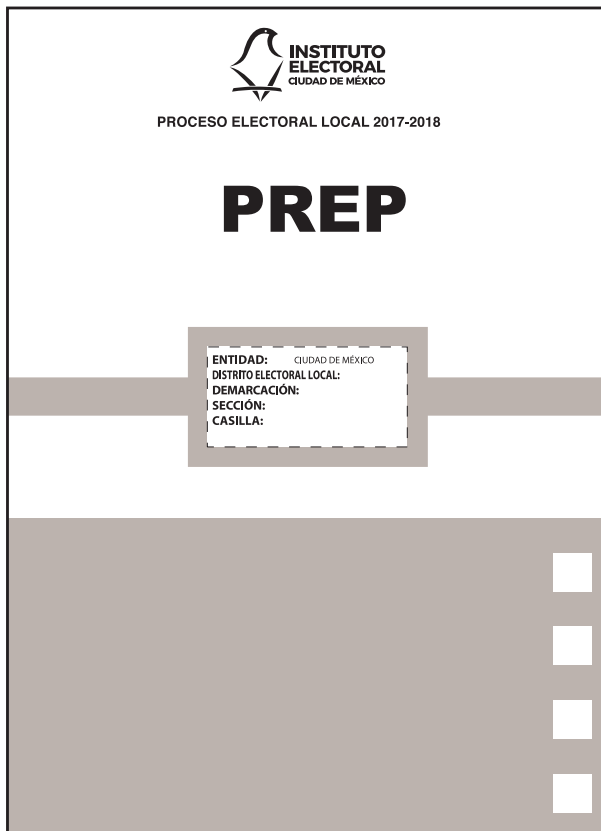 INSTITUTO
ELECTORAL
CIUDAD DE MÉXICO
PROCESO ELECTORAL LOCAL 2017-2018
PREP
ENTIDAD: CIUDAD DE MÉXICO
DISTRITO ELECTORAL LOCAL:
DEMARCACIÓN:
SECCIÓN:
CASILLA: